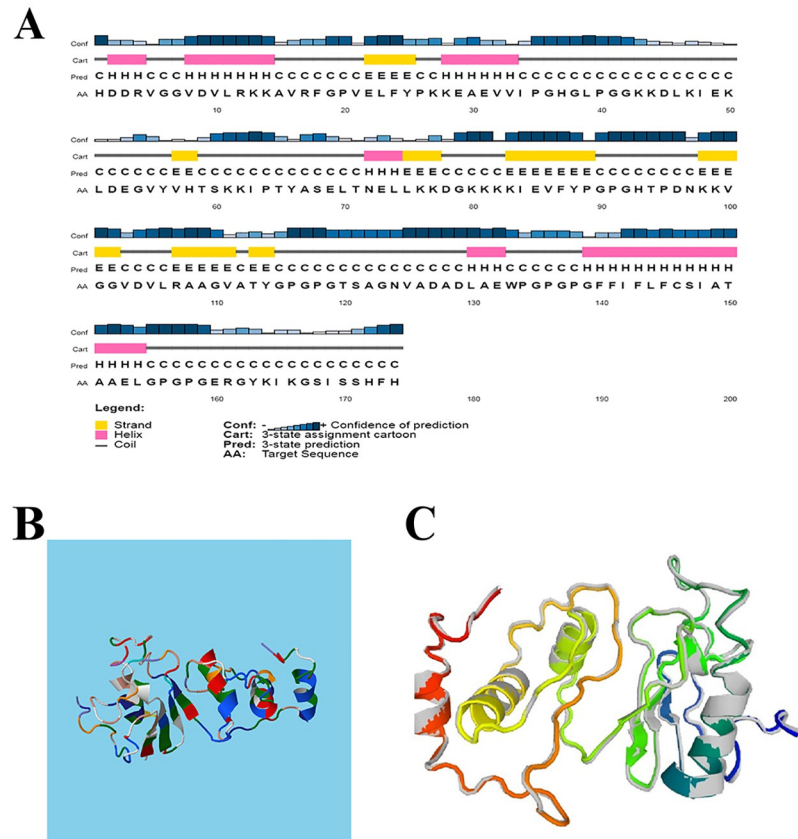 A
Conf
Cart
Pred CHHHCCCHHHHHHHCCCCCCCEEEECCHHHHHHCCCCCCCCCCCCCCCCC
AA HDDRVGGVDVLRKKAVRFGPVELFYPKKEAEVVIPGHGLPGGKKDLKIEK
10 20 30 40 50
Conf
Cart
Pred CCCCCCEECCCCCCCCCCCCCHHHEEECCCCCEEEEEEECCCCCCCCEEE
AA LDEGVYVHTSKKIPTYASELTNELLKKDGKKKKIEVFYPGPGHTPDNKKV
60 70 80 90 100
Conf
Cart
Pred EECCCCEEEEECEECCCCCCCCCCCCCCCHHHCCCCCCHHHHHHHHHHHH
AA GGVDVLRAAGVATYGPGPGTSAGNVADADLAEWPGPGPGFFIFLFCSIAT
110 120 130 140 150
Conf
Cart
Pred HHHHCCCCCCCCCCCCCCCCCCCC
AA AAELGPGPGERGYKIKGSISSHFH
160 170 180 190 200
Legend:
Strand
Helix
Coil
Conf: - + Confidence of prediction
Cart: 3-state assignment cartoon
Pred: 3-state prediction
AA: Target Sequence
B
C